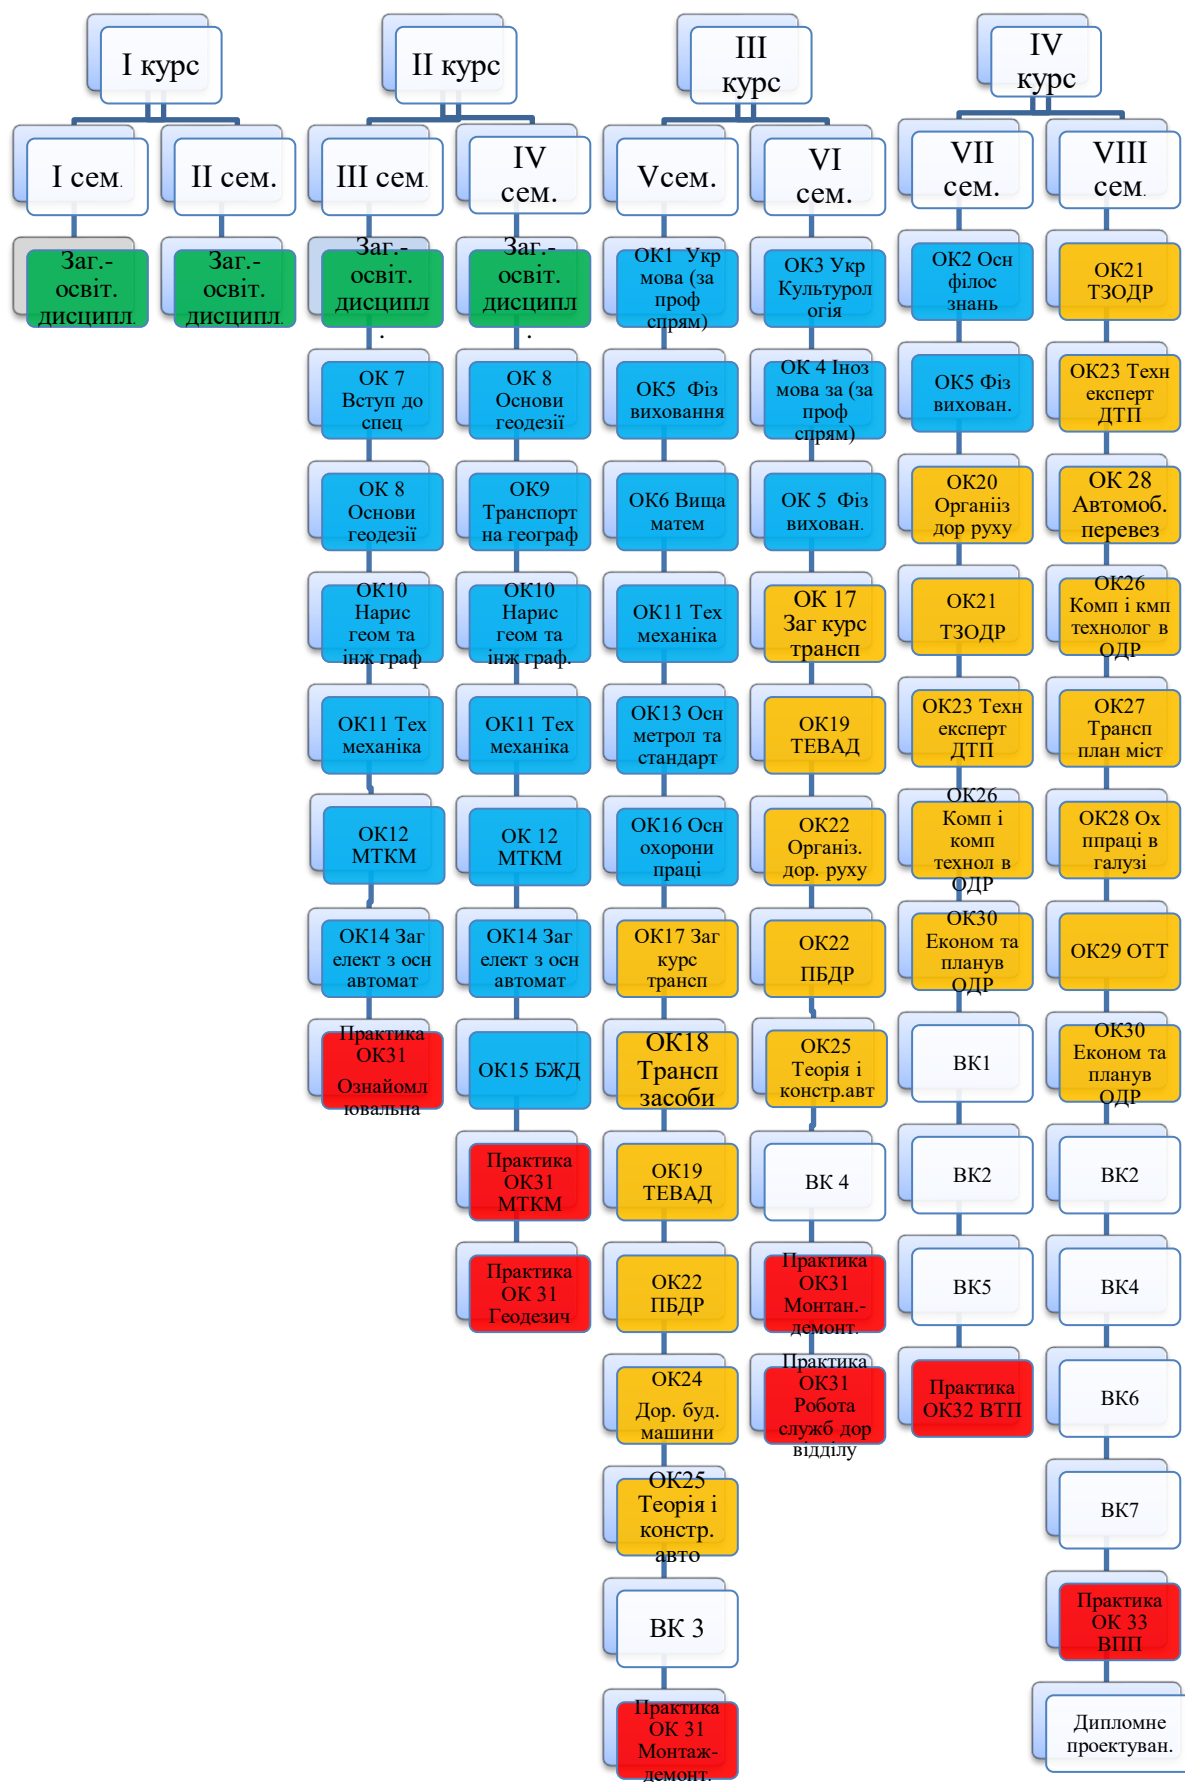 І курс
І сем.
Заг.-
освіт.
дисципл.
ІІ сем.
Заг.-
освіт.
дисципл.
ІІ курс
ІІІ сем.
Заг.-
освіт.
дисципл
.
ОК 7
Вступ до
спец
ОК 8
Основи
геодезії
ОК10
Нарис
геом та
інж граф
ОК11 Тех
механіка
ОК12
МТКМ
ОК14 Заг
елект з осн
автомат
Практика
ОК31
Ознайомл
ювальна
IV
сем.
Заг.-
освіт.
дисципл
.
ОК 8
Основи
геодезії
ОК9
Транспорт
на географ
ОК10
Нарис
геом та
інж граф.
ОК11 Тех
механіка
ОК 12
МТКМ
ОК14 Заг
елект з осн
автомат
ОК15 БЖД
Практика
ОК31
МТКМ
Практика
ОК 31
Геодезич
ІІІ
курс
Vсем.
ОК1 Укр
мова (за
проф
спрям)
ОК5 Фіз
виховання
ОК6 Вища
матем
ОК11 Тех
механіка
ОК13 Осн
метрол та
стандарт
ОК16 Осн
охорони
праці
ОК17 Заг
курс
трансп
ОК18
Трансп
засоби
ОК19
ТЕВАД
ОК22
ПБДР
ОК24
Дор. буд.
машини
ОК25
Теорія і
констр.
авто
ВК 3
Практика
ОК 31
Монтаж-
демонт.
VI
сем.
ОК3 Укр
Культурол
огія
ОК 4 Іноз
мова за (за
проф
спрям)
ОК 5 Фіз
вихован.
ОК 17
Заг курс
трансп
ОК19
ТЕВАД
ОК22
Організ.
дор. руху
ОК22
ПБДР
ОК25
Теорія і
констр.авт
ВК 4
Практика
ОК31
Монтан.-
демонт.
Практика
ОК31
Робота
служб дор
відділу
IV
курс
VII
сем.
ОК2 Осн
філос
знань
ОК5 Фіз
вихован.
ОК20
Органііз
дор руху
ОК21
ТЗОДР
ОК23 Техн
експерт
ДТП
ОК26
Комп і
комп
технол в
ОДР
ОК30
Економ та
планув
ОДР
ВК1
ВК2
ВК5
Практика
ОК32 ВТП
VIII
сем.
ОК21
ТЗОДР
ОК23 Техн
експерт
ДТП
ОК 28
Автомоб.
перевез
ОК26
Комп і кмп
технолог в
ОДР
ОК27
Трансп
план міст
ОК28 Ох
ппраці в
галузі
ОК29 ОТТ
ОК30
Економ та
планув
ОДР
ВК2
ВК4
ВК6
ВК7
Практика
ОК 33
ВПП
Дипломне
проектуван.